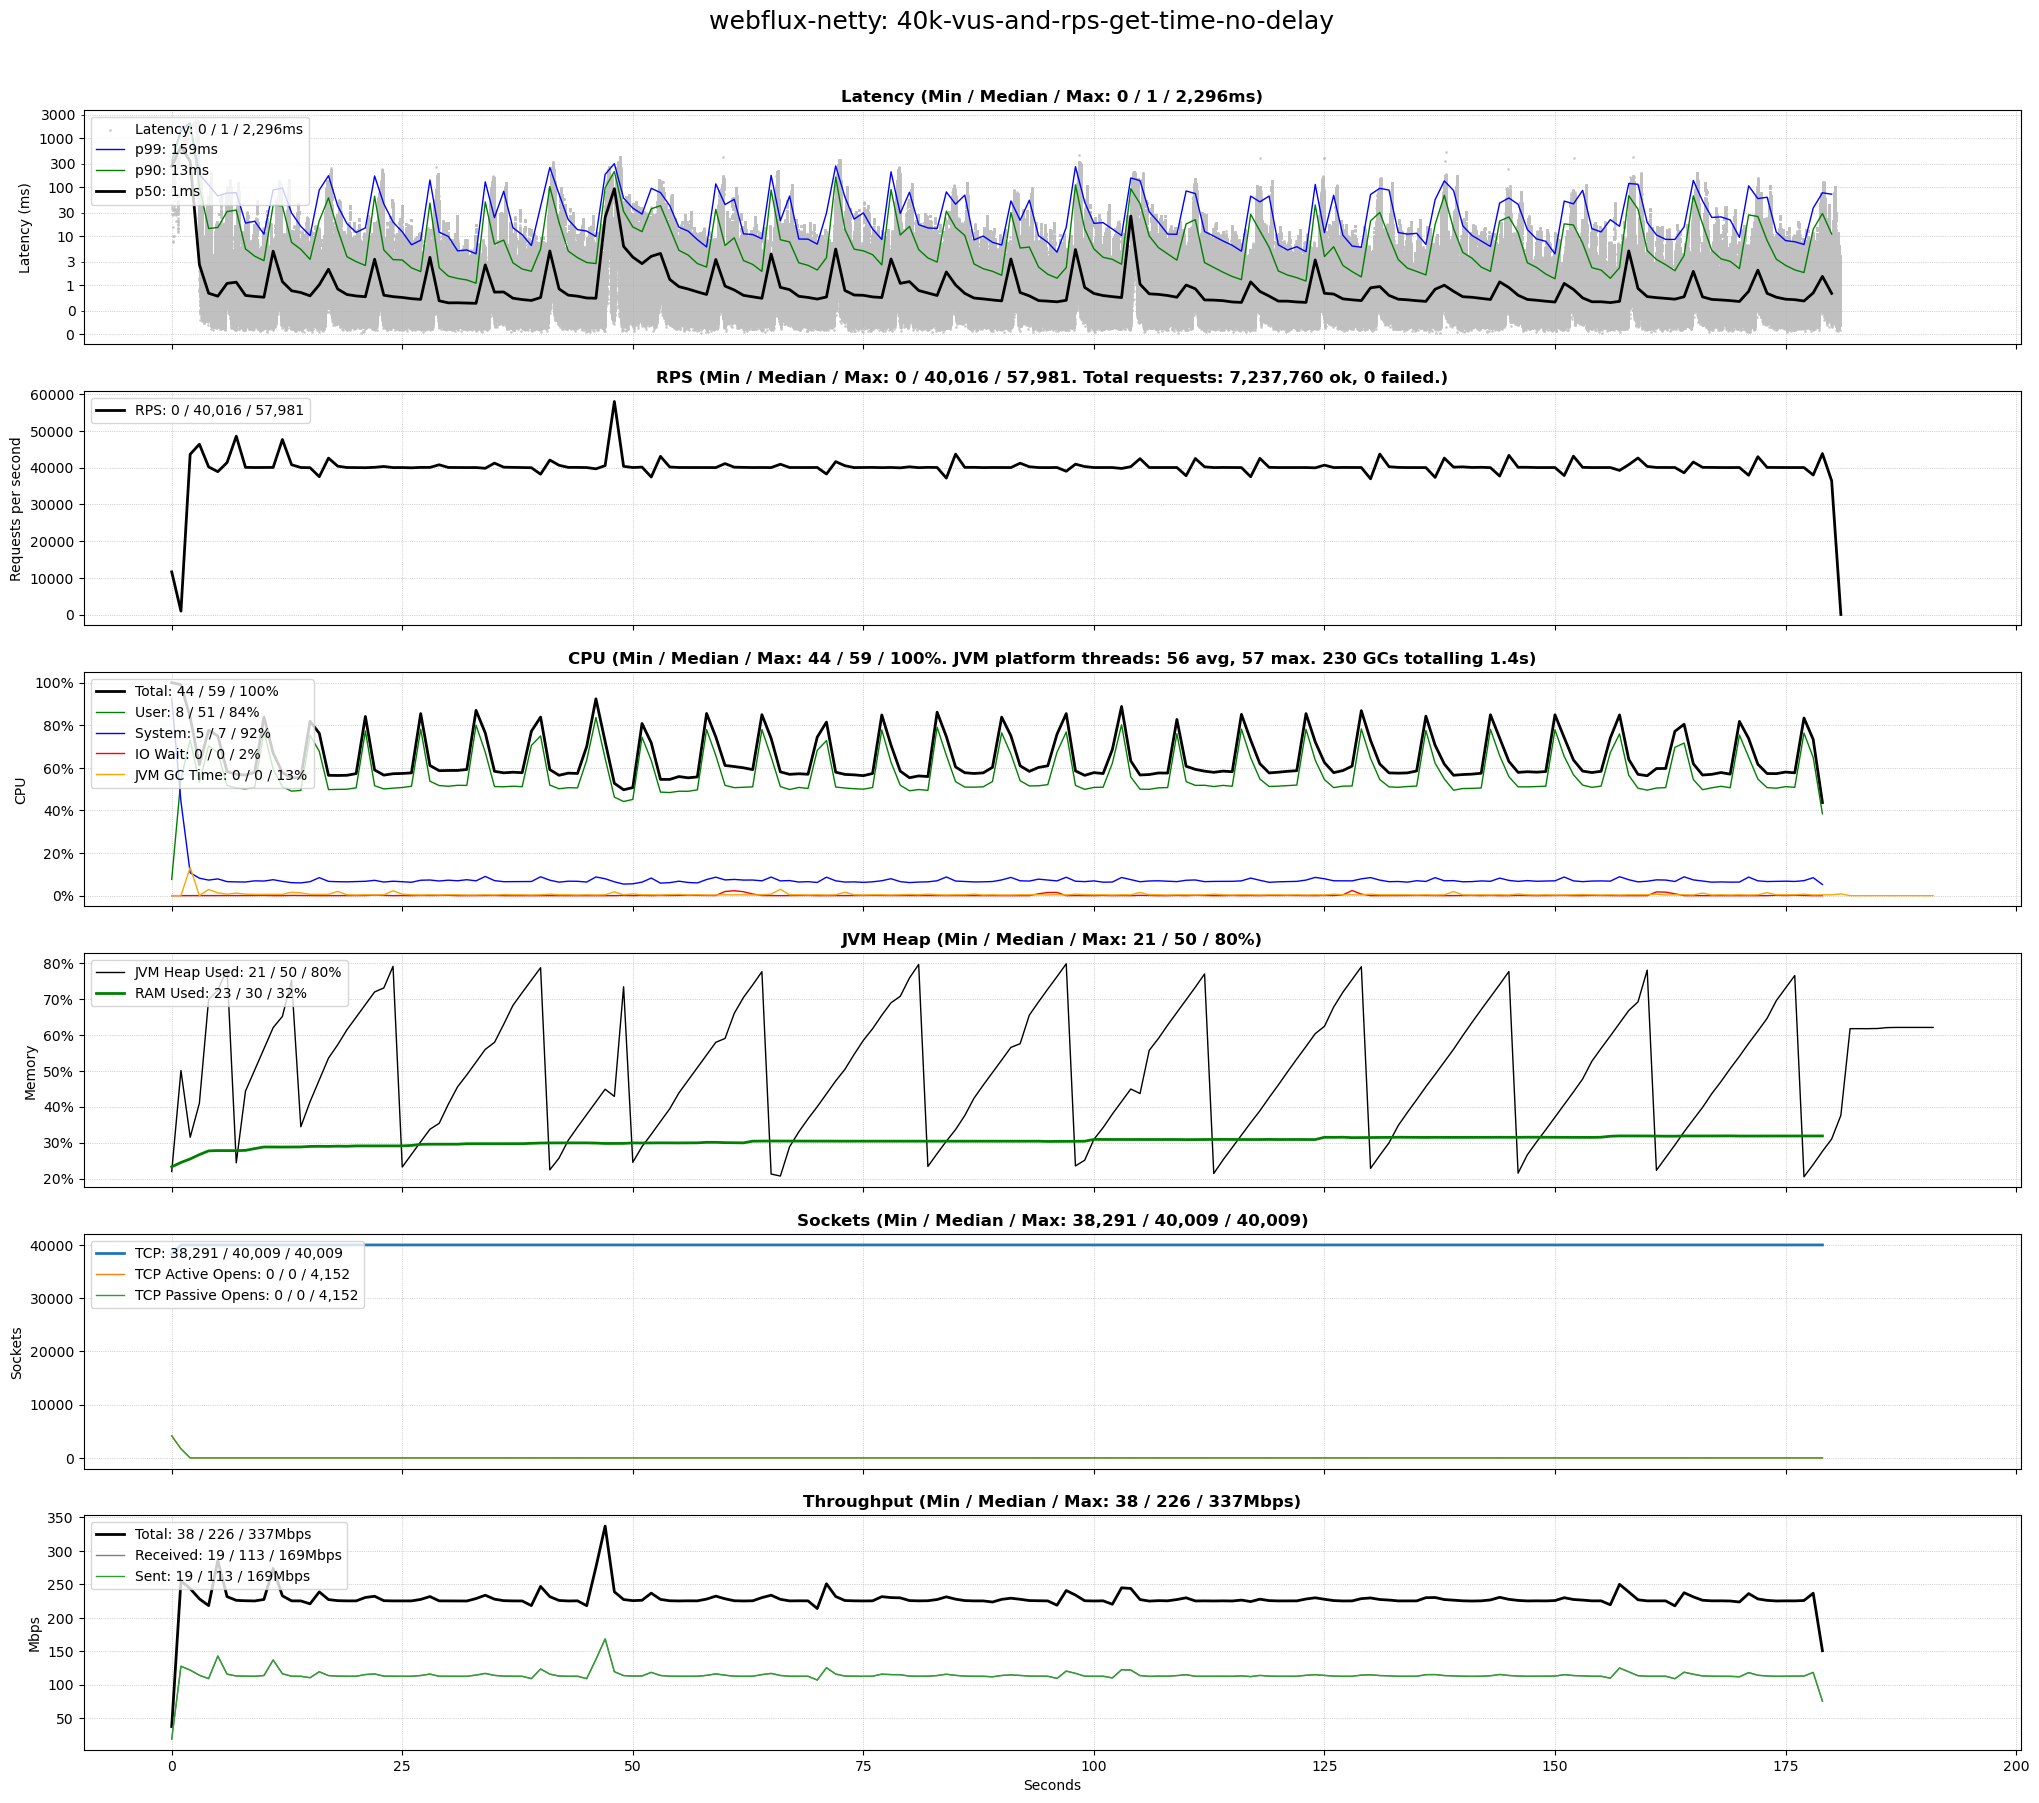 webflux-netty: 40k-vus-and-rps-get-time-no-delay
Latency (Min / Median / Max: 0 / 1 / 2,296ms)
Latency (ms)
3000
1000
300
100
30
10
3
1
0
0
Latency: 0 / 1 / 2,296ms
p99: 159ms
p90: 13ms
p50: 1ms
RPS (Min / Median / Max: 0 / 40,016 / 57,981. Total requests: 7,237,760 ok, 0 failed.)
Requests per second
60000
50000
40000
30000
20000
10000
0
RPS: 0 / 40,016 / 57,981
CPU (Min / Median / Max: 44 / 59 / 100%. JVM platform threads: 56 avg, 57 max. 230 GCs totalling 1.4s)
CPU
100%
80%
60%
40%
20%
0%
Total: 44 / 59 / 100%
User: 8 / 51 / 84%
System: 5 / 7 / 92%
IO Wait: 0 / 0 / 2%
JVM GC Time: 0 / 0 / 13%
JVM Heap (Min / Median / Max: 21 / 50 / 80%)
Memory
80%
70%
60%
50%
40%
30%
20%
JVM Heap Used: 21 / 50 / 80%
RAM Used: 23 / 30 / 32%
Sockets (Min / Median / Max: 38,291 / 40,009 / 40,009)
Sockets
40000
30000
20000
10000
0
TCP: 38,291 / 40,009 / 40,009
TCP Active Opens: 0 / 0 / 4,152
TCP Passive Opens: 0 / 0 / 4,152
Throughput (Min / Median / Max: 38 / 226 / 337Mbps)
Mbps
350
300
250
200
150
100
50
Total: 38 / 226 / 337Mbps
Received: 19 / 113 / 169Mbps
Sent: 19 / 113 / 169Mbps
0
25
50
75
100
125
150
175
200
Seconds